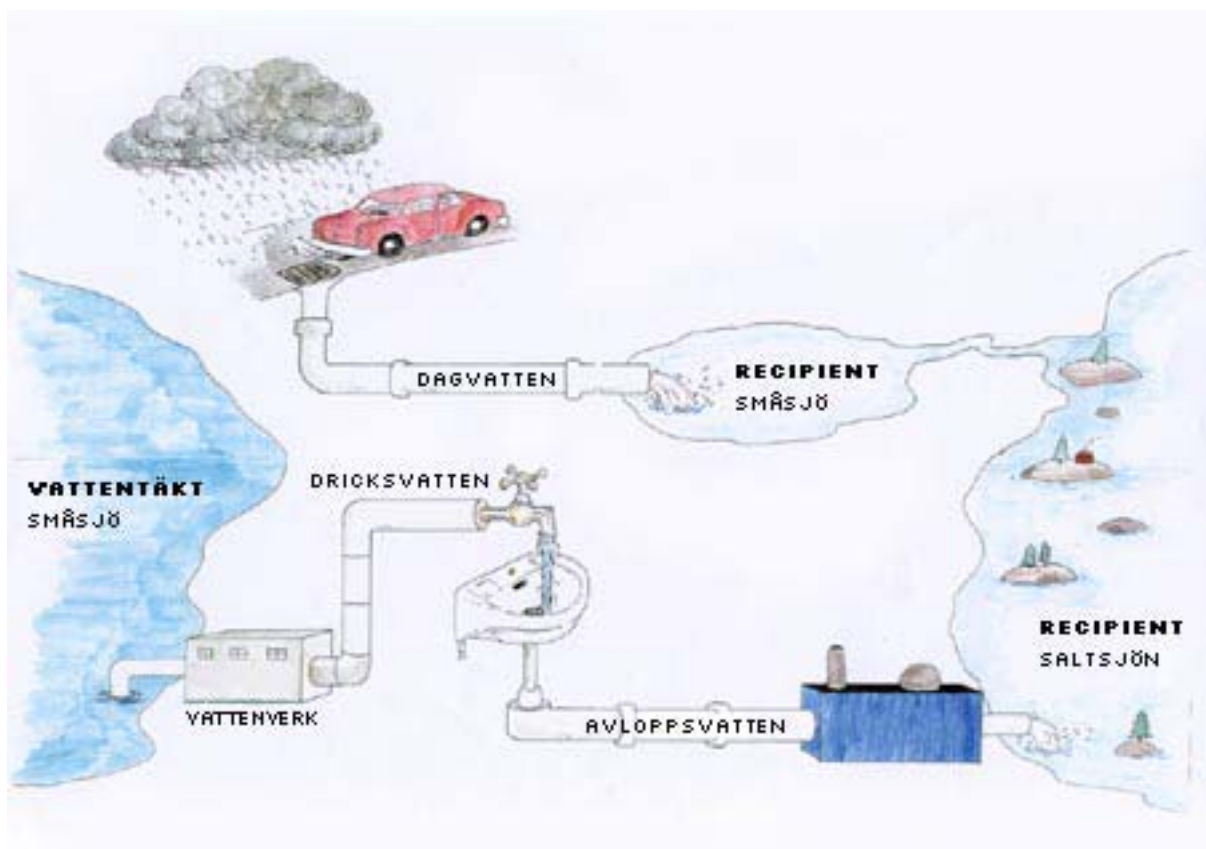 DAGVATTEN
RECIPIENT
SMÅSJÖ
DRICKSVATTEN
VATTENTÄKT
SMÅSJÖ
RECIPIENT
SALTSJÖN
VATTENVERK
AVLOPPSVATTEN